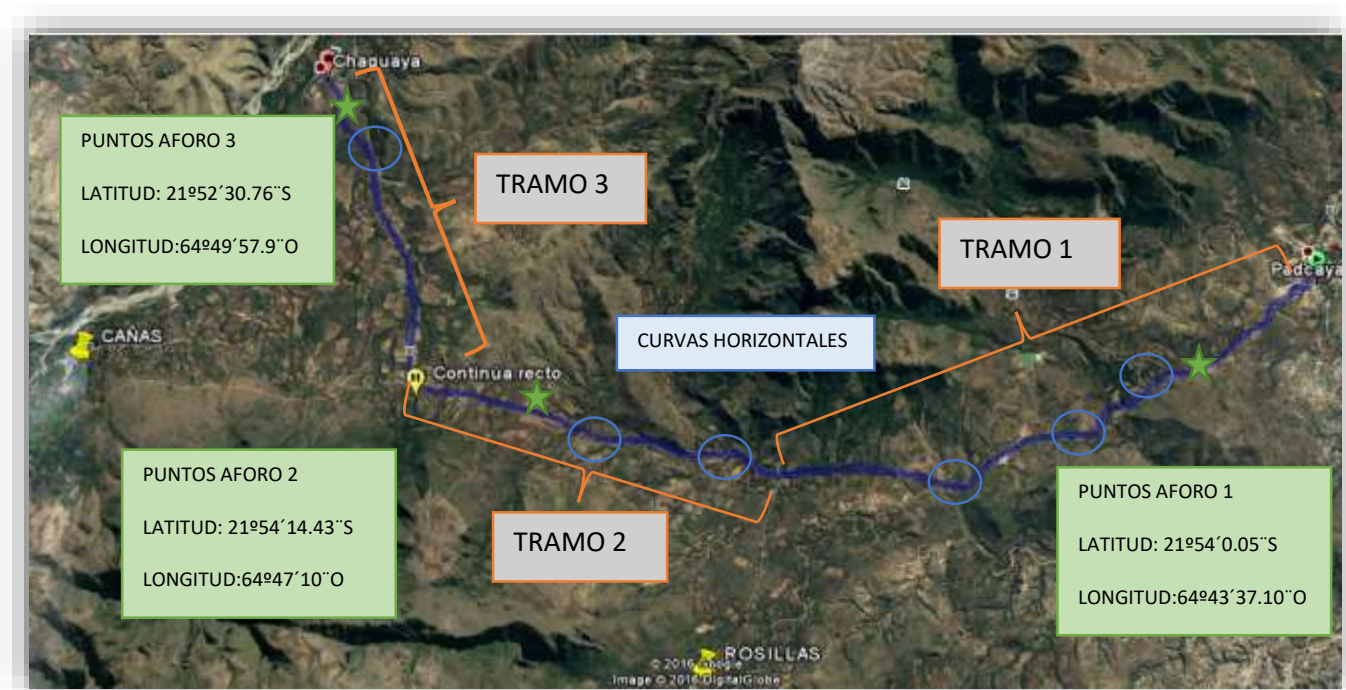 Chaguaya
PUNTOS AFORO 3
LATITUD: 21º52´30.76¨S
LONGITUD:64º49´57.9¨O
TRAMO 3
TRAMO 1
Padcaya
CAÑAS
CURVAS HORIZONTALES
Continúa recto
PUNTOS AFORO 2
LATITUD: 21º54´14.43¨S
LONGITUD:64º47´10¨O
TRAMO 2
PUNTOS AFORO 1
LATITUD: 21º54´0.05¨S
LONGITUD:64º43´37.10¨O
ROSILLAS
© 2016 Google
Image © 2016 DigitalGlobe